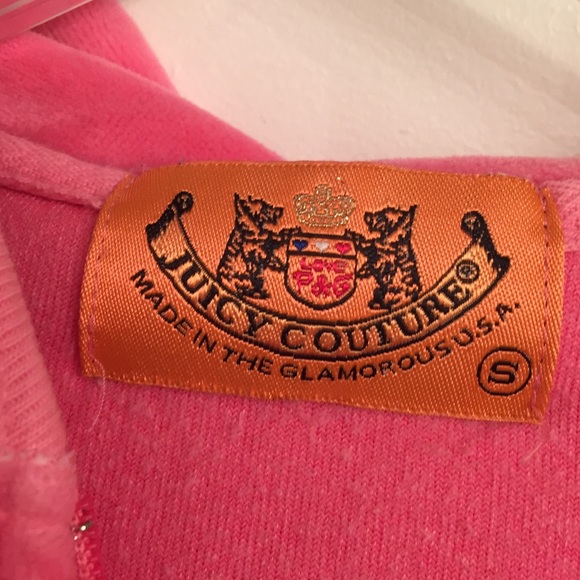 LOVE
P&G
JUICY COUTURE®
MADE IN THE GLAMOROUS U.S.A.
S